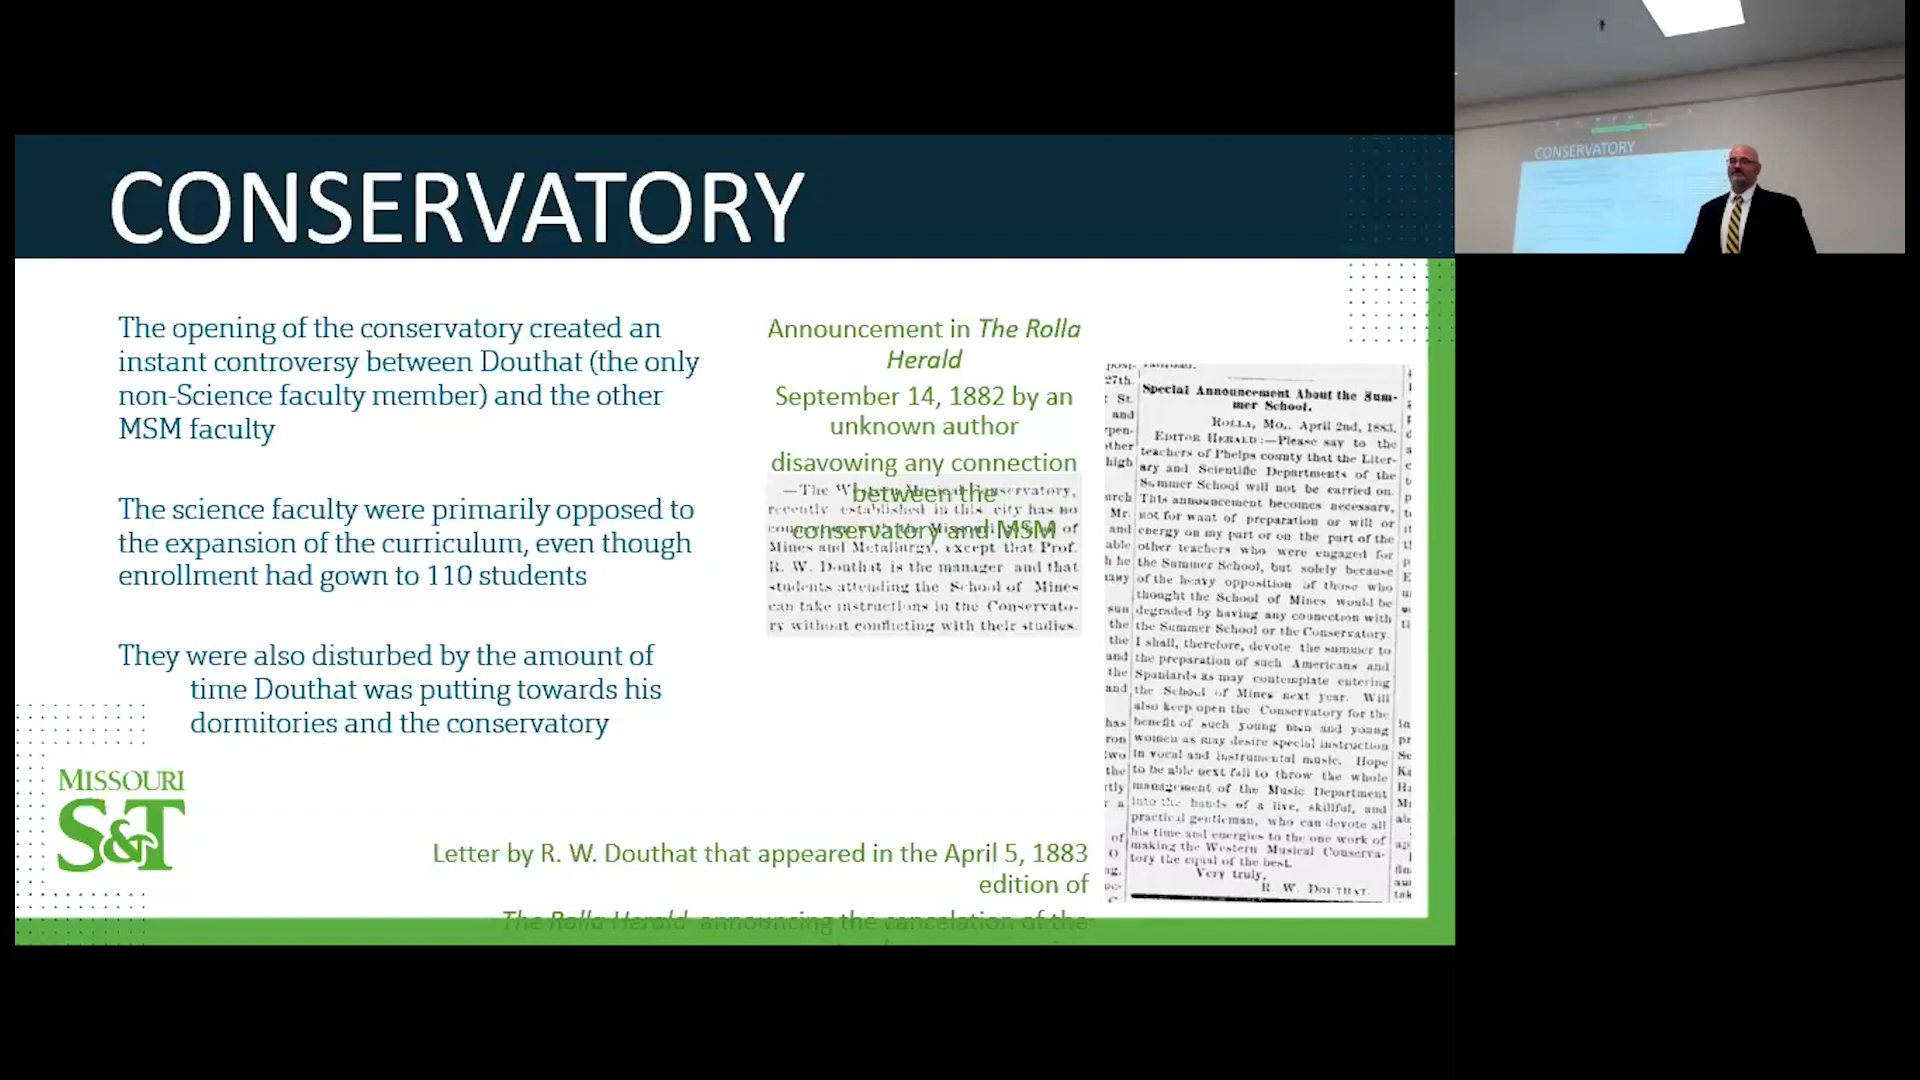 CONSERVATORY
The opening of the conservatory created an
instant controversy between Douthat (the only
non-Science faculty member) and the other
MSM faculty
The science faculty were primarily opposed to
the expansion of the curriculum, even though
enrollment had gown to 110 students
They were also disturbed by the amount of
time Douthat was putting towards his
dormitories and the conservatory
MISSOURI
S&T
Announcement in The Rolla
Herald
September 14, 1882 by an
unknown author
disavowing any connection
between the
conservatory and MSM
—The Western Musical Conservatory,
recently established in this city has no
Mines and Metallurgy, except that Prof.
R. W. Douthat is the manager and that
students attending the School of Mines
can take instructions in the Conservato-
ry without conflicting with their studies.
Letter by R. W. Douthat that appeared in the April 5, 1883
edition of
The Rolla Herald announcing the cancelation of the
Special Announcement About the Sum-
mer School.
ROLLA, Mo., April 2nd, 1883.
EDITOR HERALD:—Please say to the
teachers of Phelps county that the Liter-
ary and Scientific Departments of the
Summer School will not be carried on.
This announcement becomes necessary,
not for want of preparation or will or
energy on my part or on the part of the
other teachers who were engaged for
the Summer School, but solely because
of the heavy opposition of those who
thought the School of Mines would be
degraded by having any connection with
the Summer School or the Conservatory.
I shall, therefore, devote the summer to
the preparation of such Americans and
Spaniards as may contemplate entering
the School of Mines next year. Will
also keep open the Conservatory for the
benefit of such young men and young
women as may desire special instruction
in vocal and instrumental music. Hope
to be able next fall to throw the whole
management of the Music Department
into the hands of a live, skillful, and
practical gentleman, who can devote all
his time and energies to the one work of
making the Western Musical Conserva-
tory the equal of the best.
Very truly,
R. W. DOUTHAT.
CONSERVATORY